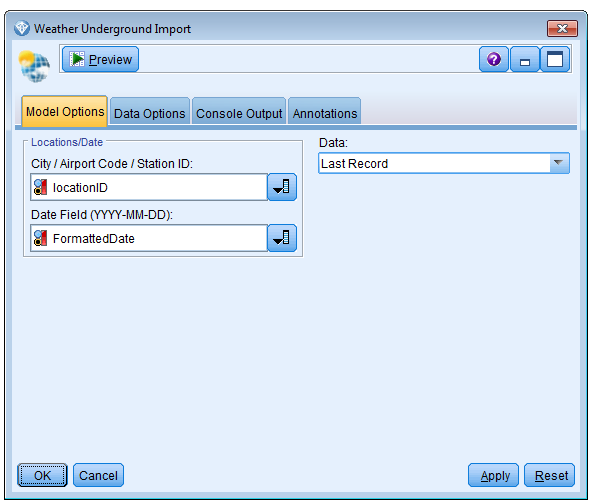 Weather Underground Import
Preview
?
Model Options Data Options Console Output Annotations
Locations/Date
City / Airport Code / Station ID:
locationID
Date Field (YYYY-MM-DD):
FormattedDate
Data:
Last Record
OK Cancel Apply Reset